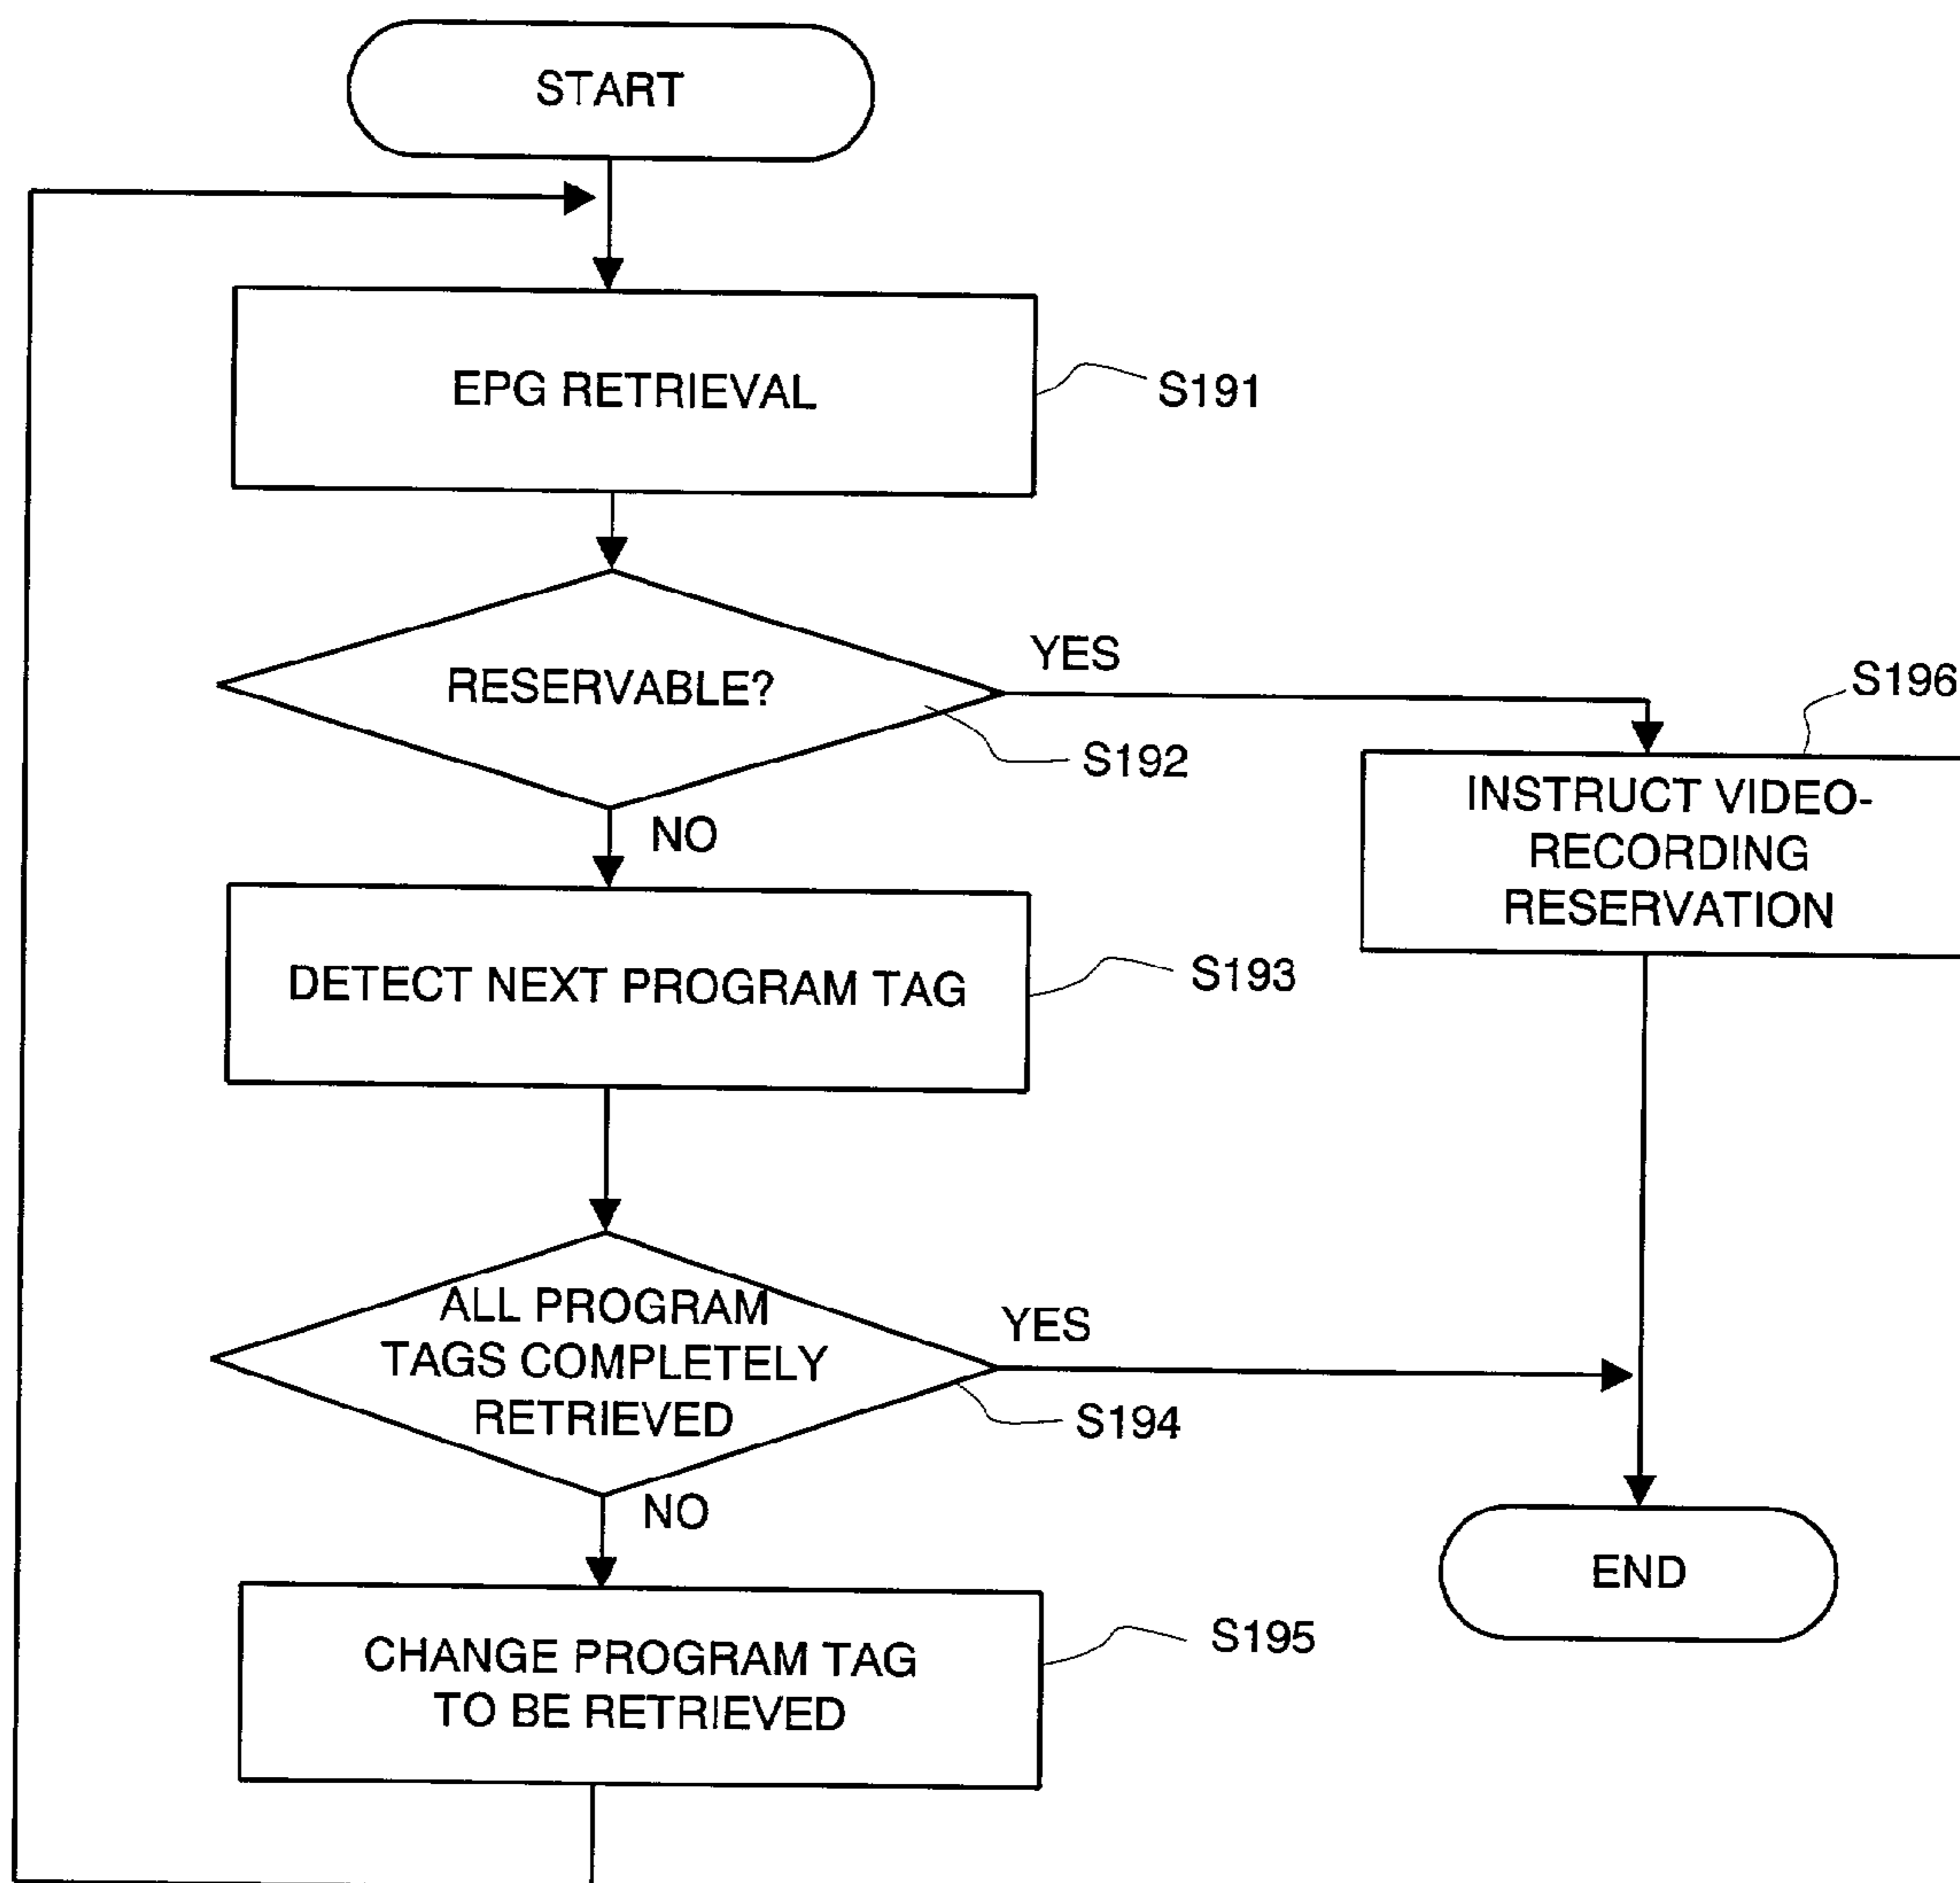 START
EPG RETRIEVAL
S191
RESERVABLE?
YES
S192
S196
INSTRUCT VIDEO-
RECORDING
RESERVATION
NO
DETECT NEXT PROGRAM TAG
S193
ALL PROGRAM
TAGS COMPLETELY
RETRIEVED
YES
S194
NO
END
CHANGE PROGRAM TAG
TO BE RETRIEVED
S195